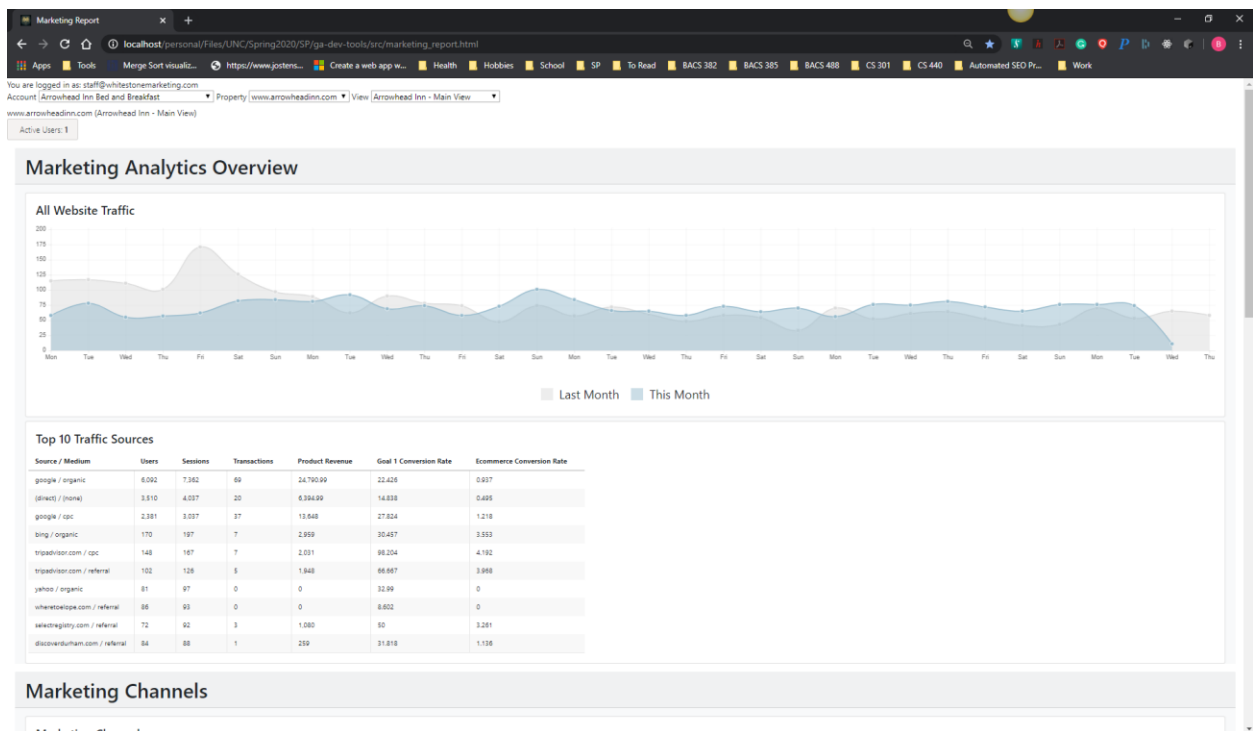 Marketing Report
localhost/personal/Files/UNC/Spring2020/SP/ga-dev-tools/src/marketing_report.html
Apps Tools Merge Sort visualiz... https://www.jostens... Create a web app w... Health Hobbies School SP To Read BACS 382 BACS 385 BACS 488 CS 301 CS 440 Automated SEO Pr... Work
You are logged in as: staff@whitestonemarketing.com
Account Arrowhead Inn Bed and Breakfast Property www.arrowheadinn.com View Arrowhead Inn - Main View
www.arrowheadinn.com (Arrowhead Inn - Main View)
Active Users: 1
Marketing Analytics Overview
All Website Traffic
200
175
150
125
100
75
50
25
0
Mon Tue Wed Thu Fri Sat Sun Mon Tue Wed Thu Fri Sat Sun Mon Tue Wed Thu Fri Sat Sun Mon Tue Wed Thu Fri Sat Sun Mon Tue Wed Thu
Last Month This Month
Top 10 Traffic Sources
Source / Medium Users Sessions Transactions Product Revenue Goal 1 Conversion Rate Ecommerce Conversion Rate
google / organic 6,092 7,362 69 24,790.99 22.426 0.937
(direct) / (none) 3,510 4,037 20 6,384.99 14.838 0.495
google / cpc 2,381 3,037 37 13,648 27.824 1.218
bing / organic 170 197 7 2,959 30.457 3.553
tripadvisor.com / cpc 148 167 7 2,031 98.204 4.192
tripadvisor.com / referral 102 126 5 1,948 66.667 3.968
yahoo / organic 81 97 0 0 32.99 0
wheretoelope.com / referral 86 93 0 0 8.602 0
selectregistry.com / referral 72 92 3 1,080 50 3.261
discoverdurham.com / referral 84 88 1 259 31.818 1.136
Marketing Channels